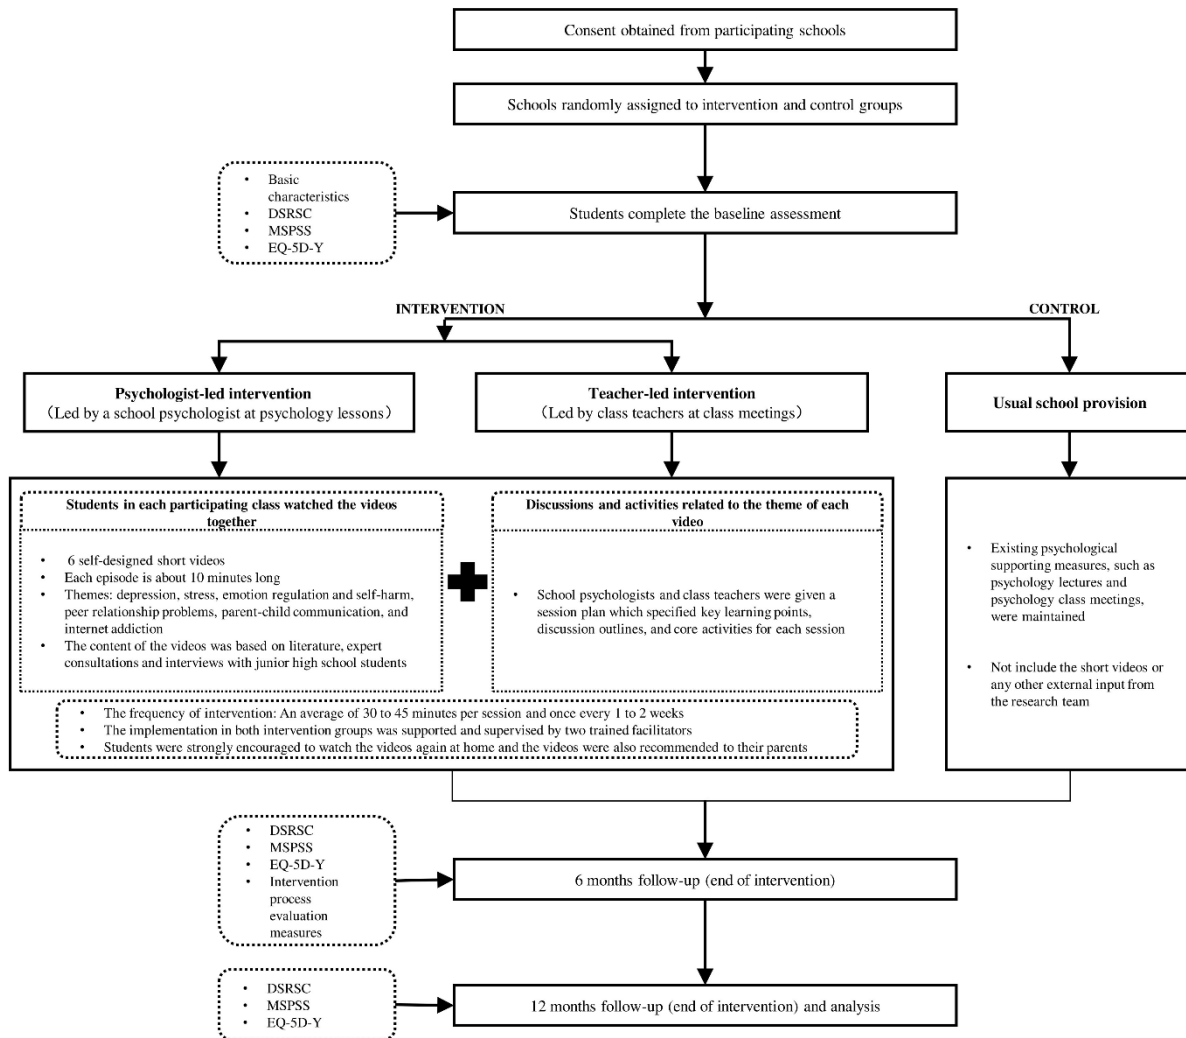 Consent obtained from participating schools
Schools randomly assigned to intervention and control groups
• Basic
characteristics
• DSRSC
• MSPSS
• EQ-5D-Y
Students complete the baseline assessment
INTERVENTION
CONTROL
Psychologist-led intervention
（Led by a school psychologist at psychology lessons）
Teacher-led intervention
（Led by class teachers at class meetings）
Usual school provision
Students in each participating class watched the videos
together
• 6 self-designed short videos
• Each episode is about 10 minutes long
• Themes: depression, stress, emotion regulation and self-harm,
peer relationship problems, parent-child communication, and
internet addiction
• The content of the videos was based on literature, expert
consultations and interviews with junior high school students
Discussions and activities related to the theme of each
video
• School psychologists and class teachers were given a
session plan which specified key learning points,
discussion outlines, and core activities for each session
• The frequency of intervention: An average of 30 to 45 minutes per session and once every 1 to 2 weeks
• The implementation in both intervention groups was supported and supervised by two trained facilitators
• Students were strongly encouraged to watch the videos again at home and the videos were also recommended to their parents
• Existing psychological
supporting measures, such as
psychology lectures and
psychology class meetings,
were maintained
• Not include the short videos or
any other external input from
the research team
• DSRSC
• MSPSS
• EQ-5D-Y
• Intervention
process
evaluation
measures
6 months follow-up (end of intervention)
• DSRSC
• MSPSS
• EQ-5D-Y
12 months follow-up (end of intervention) and analysis